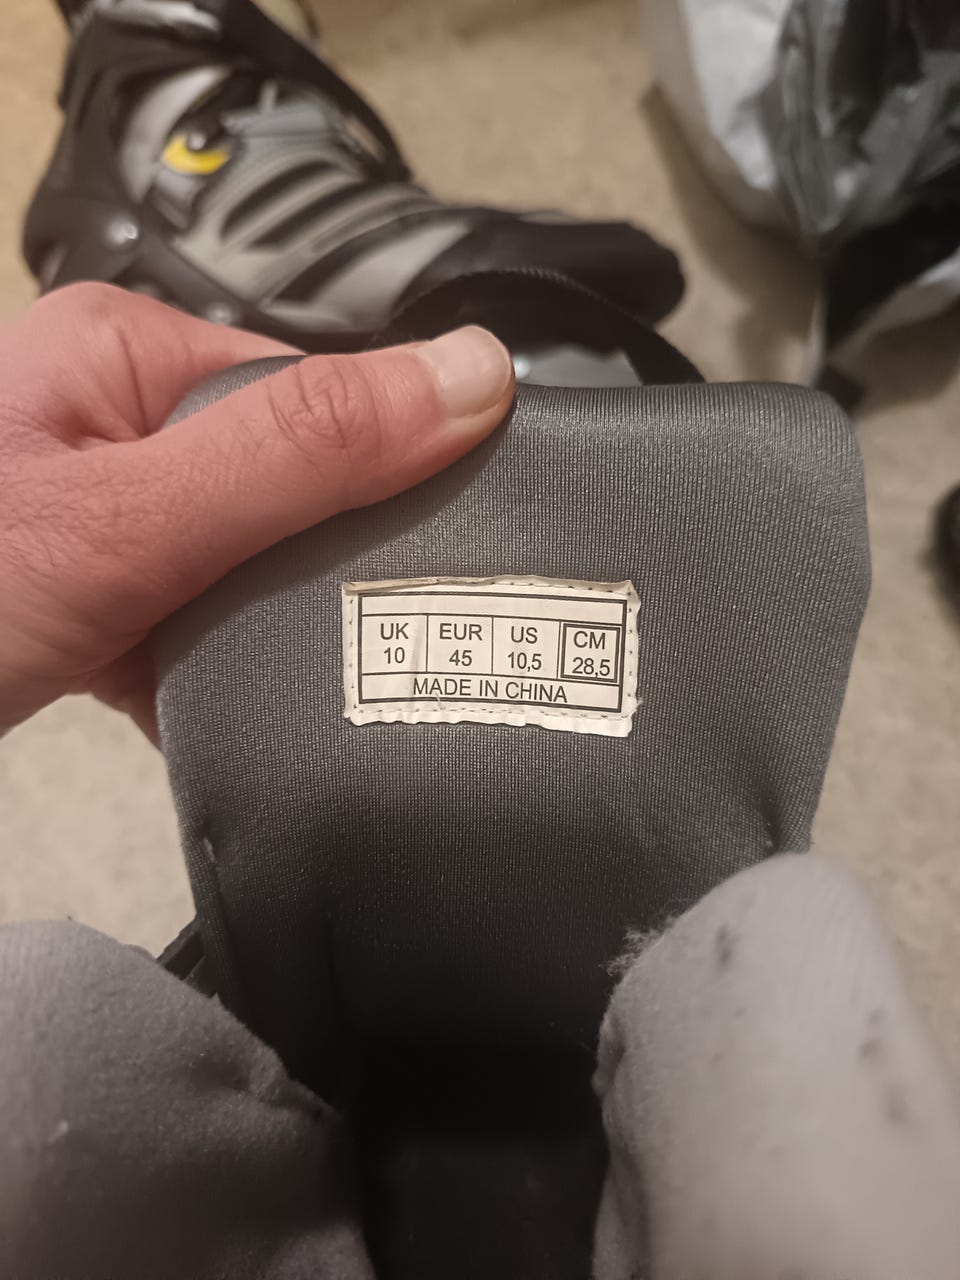 UK EUR US CM
10 45 10,5 28,5
MADE IN CHINA